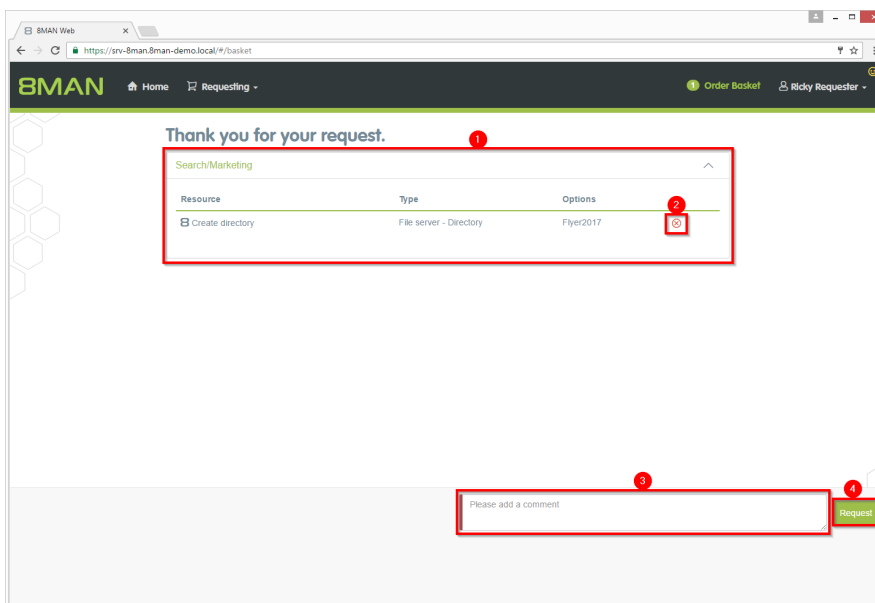 8MAN Web
https://srv-8man.8man-demo.local/#/basket
8MAN Home Requesting 1 Order Basket Ricky Requester
Thank you for your request.
1
Search/Marketing
Resource Type Options
2
Create directory File server - Directory Flyer2017
3
4
Please add a comment
Request